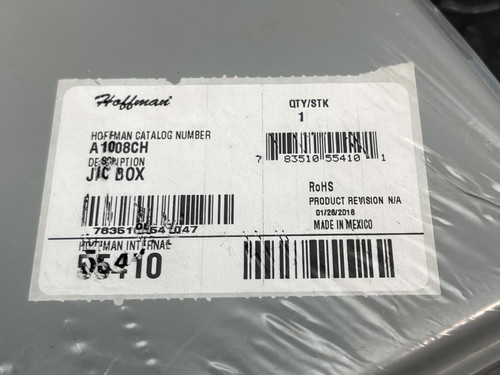 Hoffman
QTY/STK
1
HOFFMAN CATALOG NUMBER
A1008CH
DESCRIPTION
JIC BOX
7 83510 55410 1
RoHS
PRODUCT REVISION N/A
01/26/2016
MADE IN MEXICO
HOFFMAN INTERNAL
55410